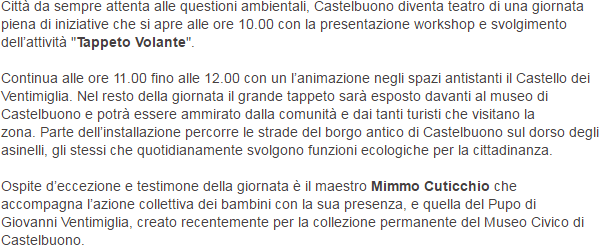 Città da sempre attenta alle questioni ambientali, Castelbuono diventa teatro di una giornata
piena di iniziative che si apre alle ore 10.00 con la presentazione workshop e svolgimento
dell’attività "Tappeto Volante".
Continua alle ore 11.00 fino alle 12.00 con un’animazione negli spazi antistanti il Castello dei
Ventimiglia. Nel resto della giornata il grande tappeto sarà esposto davanti al museo di
Castelbuono e potrà essere ammirato dalla comunità e dai tanti turisti che visitano la
zona. Parte dell’installazione percorre le strade del borgo antico di Castelbuono sul dorso degli
asinelli, gli stessi che quotidianamente svolgono funzioni ecologiche per la cittadinanza.
Ospite d’eccezione e testimone della giornata è il maestro Mimmo Cuticchio che
accompagna l’azione collettiva dei bambini con la sua presenza, e quella del Pupo di
Giovanni Ventimiglia, creato recentemente per la collezione permanente del Museo Civico di
Castelbuono.